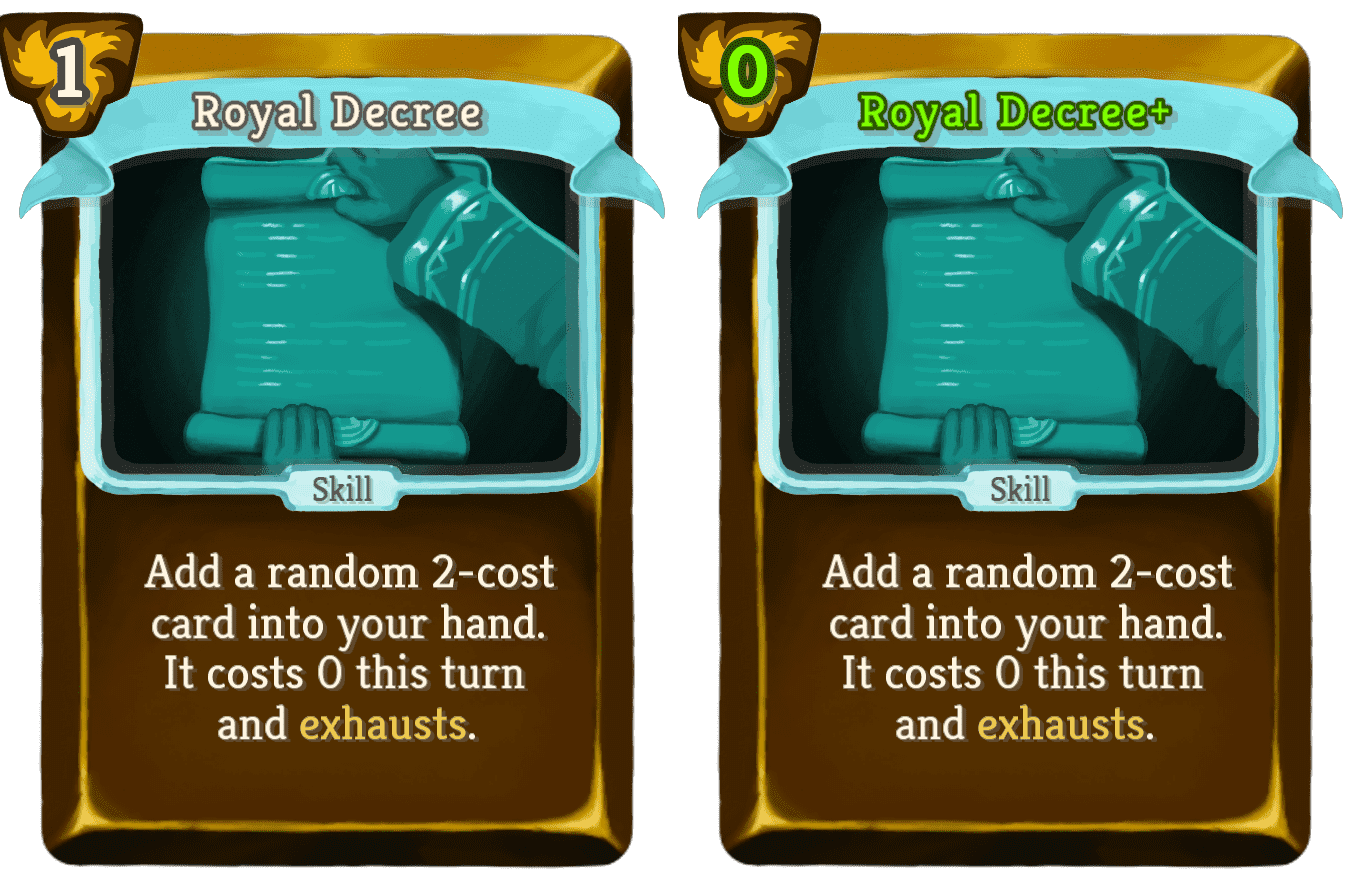 1
Royal Decree
Skill
Add a random 2-cost
card into your hand.
It costs 0 this turn
and exhausts.
0
Royal Decree+
Skill
Add a random 2-cost
card into your hand.
It costs 0 this turn
and exhausts.